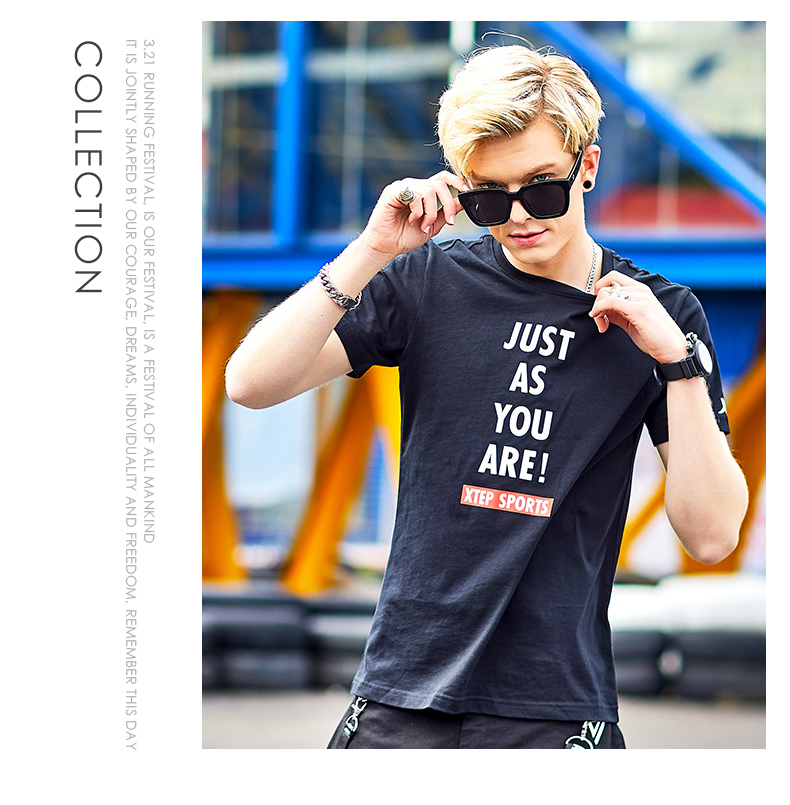 COLLECTION
3.21 RUNNING FESTIVAL, IS OUR FESTIVAL, IS A FESTIVAL OF ALL MANKIND
IT IS JOINTLY SHAPED BY OUR COURAGE, DREAMS, INDIVIDUALITY AND FREEDOM, REMEMBER THIS DAY
JUST
AS
YOU
ARE!
XTEP SPORTS